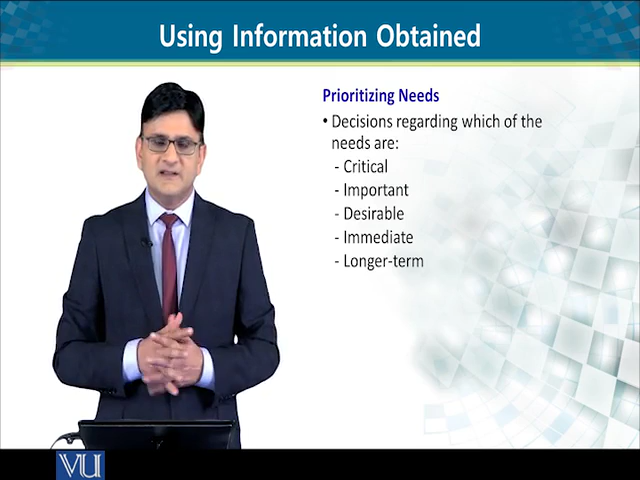 Using Information Obtained
Prioritizing Needs
• Decisions regarding which of the
needs are:
- Critical
- Important
- Desirable
- Immediate
- Longer-term
VU